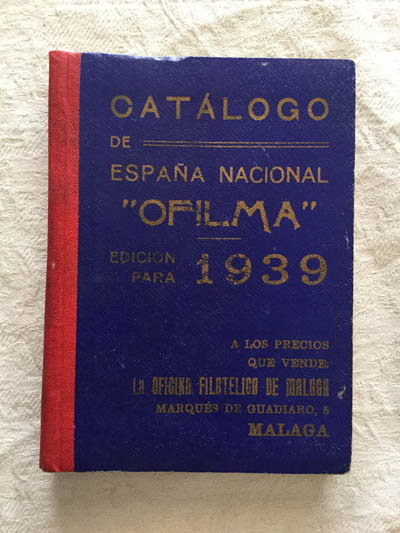 CATÁLOGO
DE
ESPAÑA NACIONAL
"OFILMA"
EDICIÓN
PARA 1939
A LOS PRECIOS
QUE VENDE:
LA OFICINA FILATELICA DE MALAGA
MARQUÉS DE GUADIARO, 5
MALAGA